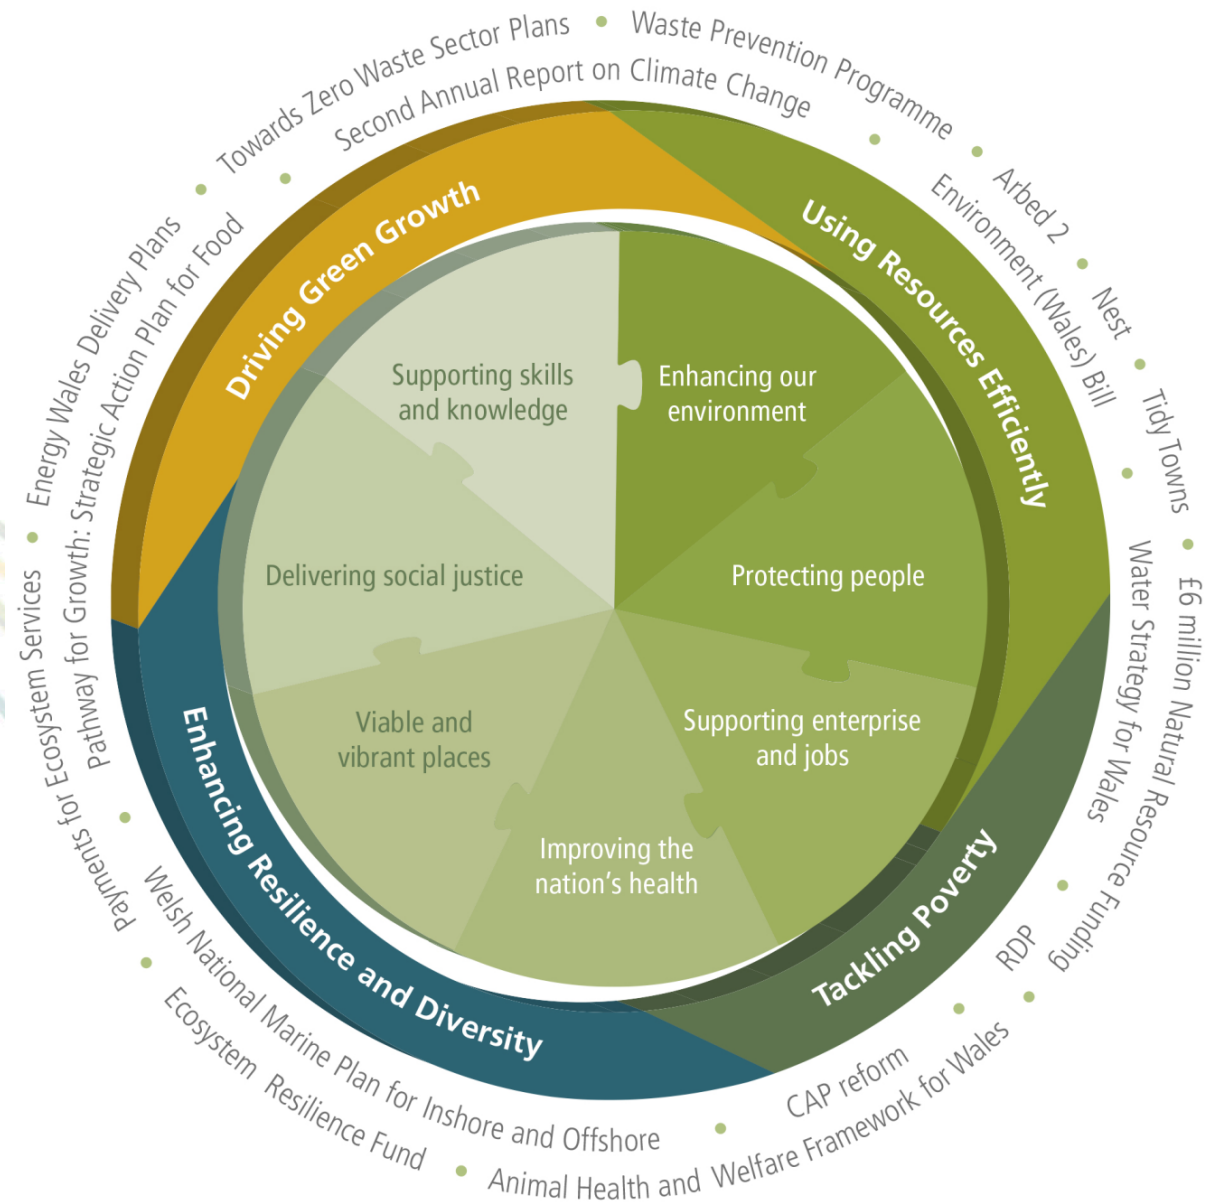 Towards Zero Waste Sector Plans
Waste Prevention Programme
Arbed 2
Nest
Tidy Towns
£6 million Natural Resource Funding
Animal Health and Welfare Framework for Wales
Ecosystem Resilience Fund
Payments for Ecosystem Services
Energy Wales Delivery Plans
Second Annual Report on Climate Change
Environment (Wales) Bill
Water Strategy for Wales
RDP
CAP reform
Welsh National Marine Plan for Inshore and Offshore
Pathway for Growth: Strategic Action Plan for Food
Driving Green Growth
Using Resources Efficiently
Tackling Poverty
Enhancing Resilience and Diversity
Supporting skills
and knowledge
Enhancing our
environment
Protecting people
Supporting enterprise
and jobs
Improving the
nation's health
Viable and
vibrant places
Delivering social justice